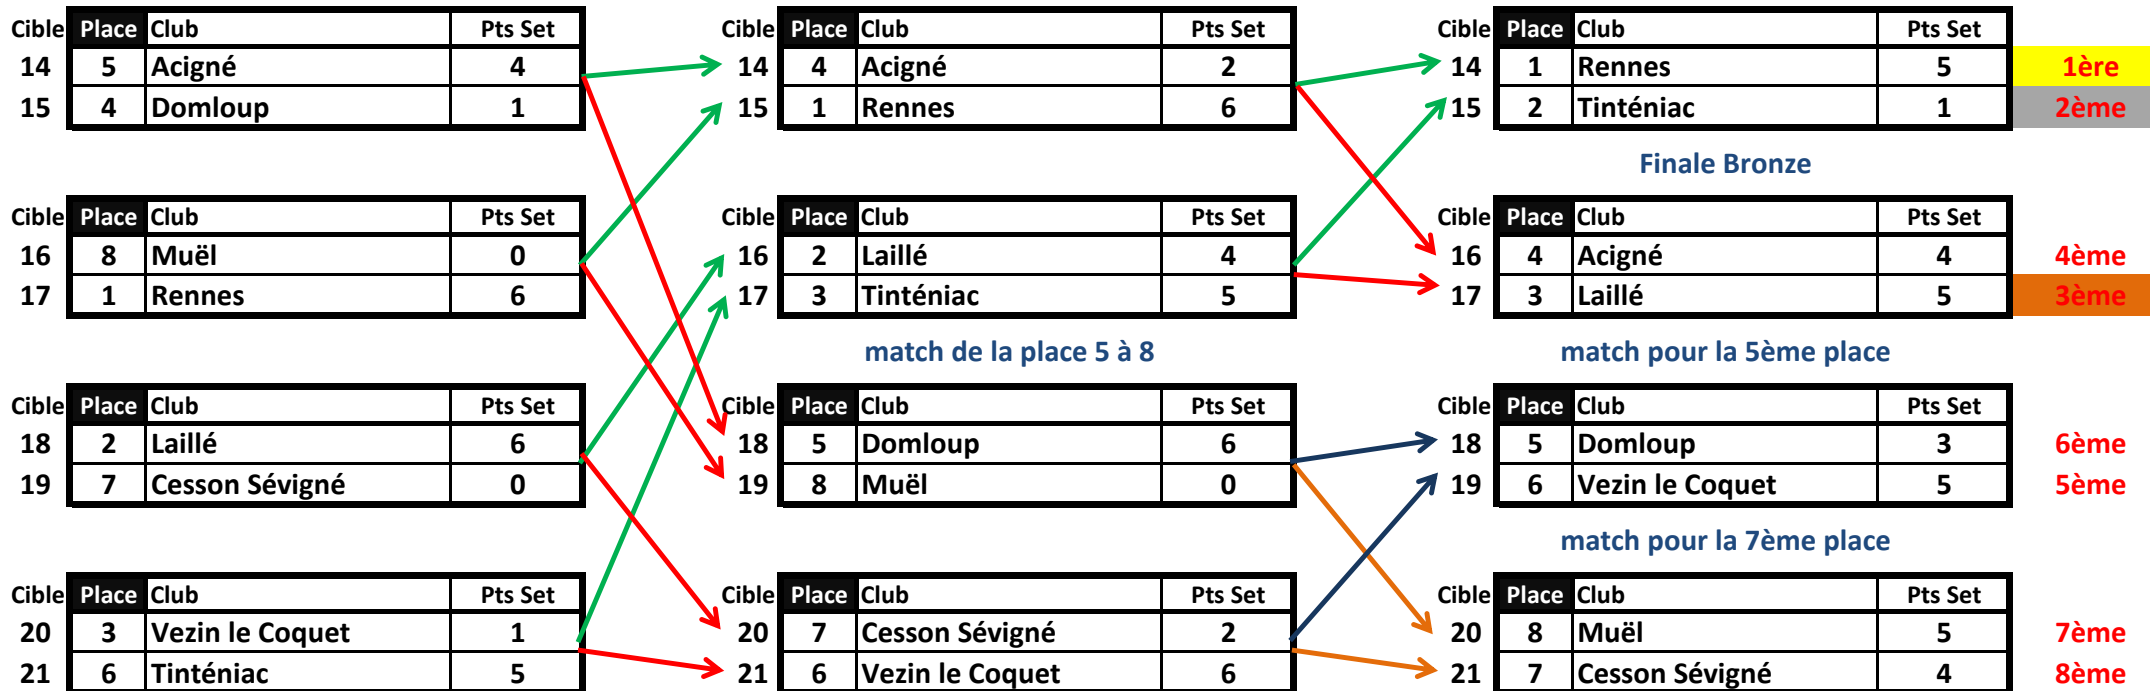 Cible Place Club Pts Set Cible Place Club Pts Set Cible Place Club Pts Set
14 5 Acigné 4 14 4 Acigné 2 14 1 Rennes 5 1ère
15 4 Domloup 1 15 1 Rennes 6 15 2 Tinténiac 1 2ème
Finale Bronze
Cible Place Club Pts Set Cible Place Club Pts Set Cible Place Club Pts Set
16 8 Muël 0 16 2 Laillé 4 16 4 Acigné 4 4ème
17 1 Rennes 6 17 3 Tinténiac 5 17 3 Laillé 5 3ème
match de la place 5 à 8 match pour la 5ème place
Cible Place Club Pts Set Cible Place Club Pts Set Cible Place Club Pts Set
18 2 Laillé 6 18 5 Domloup 6 18 5 Domloup 3 6ème
19 7 Cesson Sévigné 0 19 8 Muël 0 19 6 Vezin le Coquet 5 5ème
match pour la 7ème place
Cible Place Club Pts Set Cible Place Club Pts Set Cible Place Club Pts Set
20 3 Vezin le Coquet 1 20 7 Cesson Sévigné 2 20 8 Muël 5 7ème
21 6 Tinténiac 5 21 6 Vezin le Coquet 6 21 7 Cesson Sévigné 4 8ème